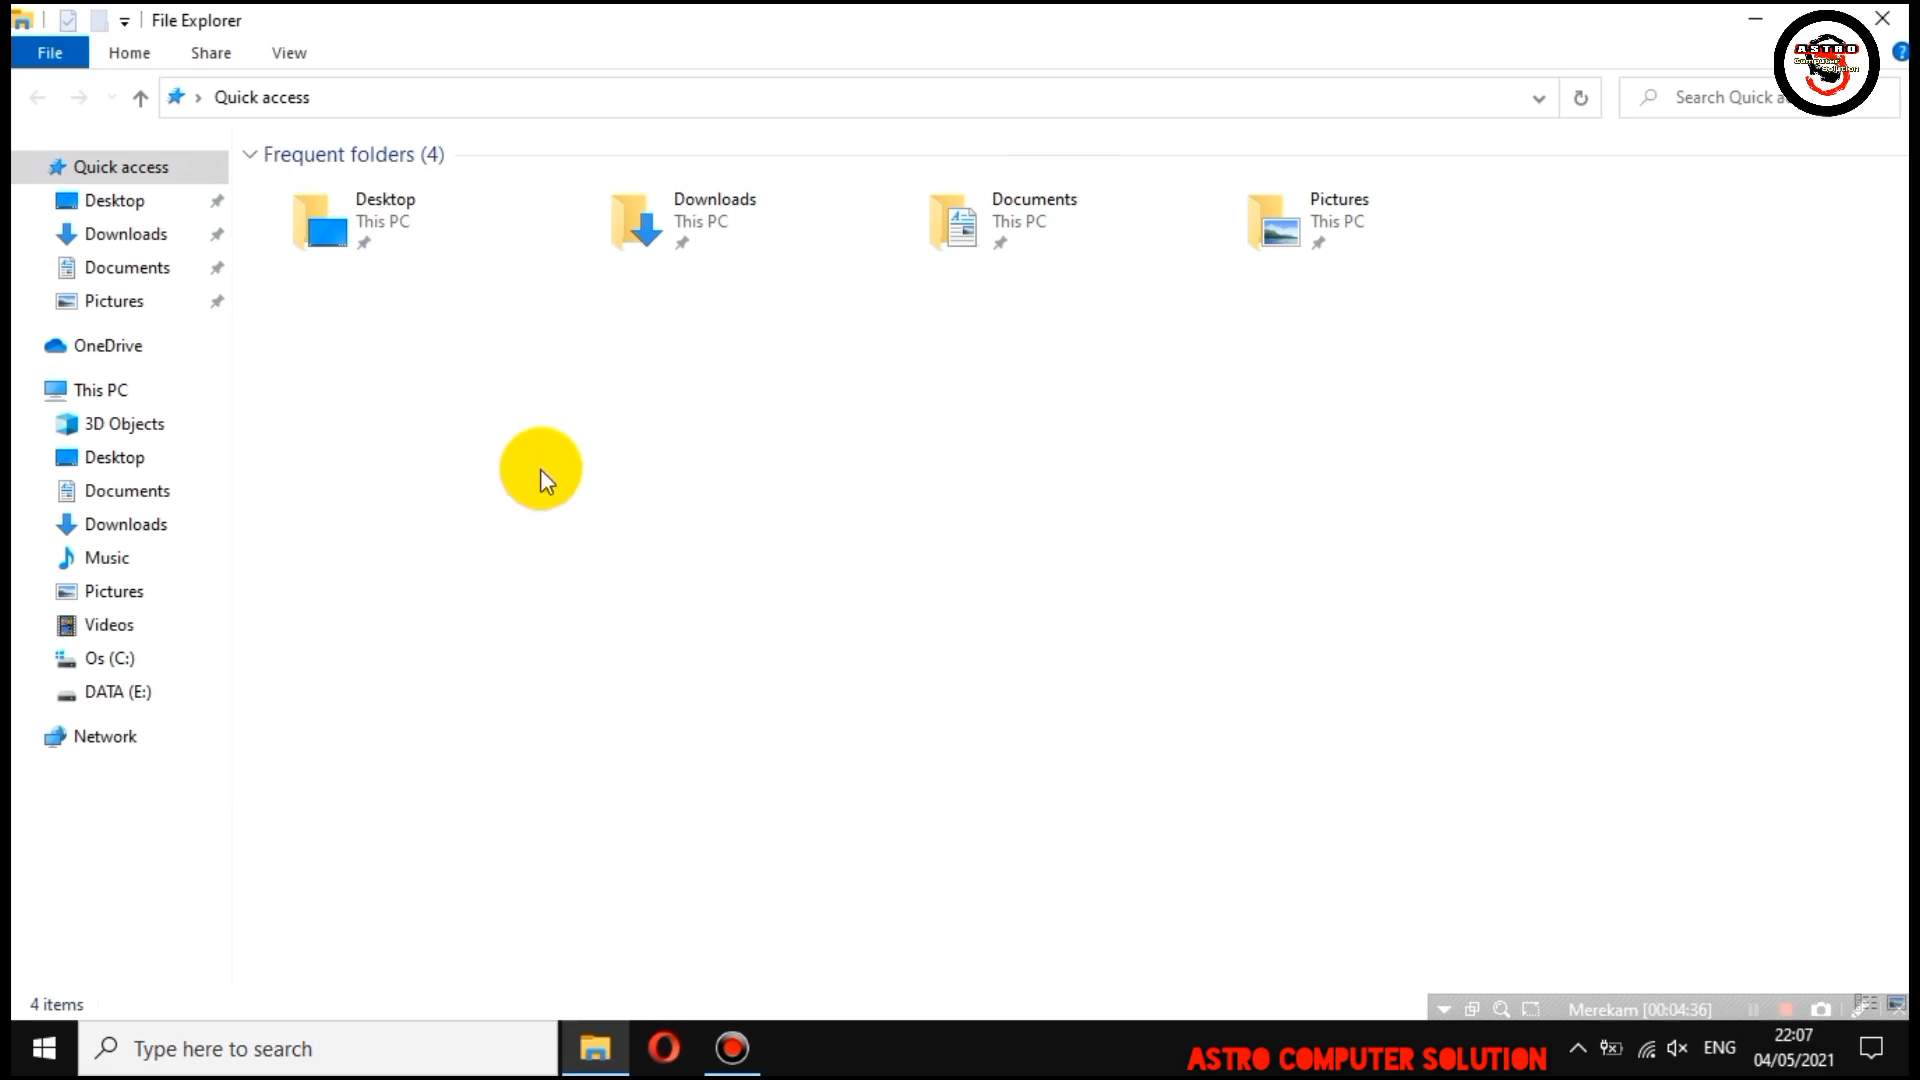 File Explorer
File Home Share View
Quick access
Search Quick a
ASTRO
Computer
Solution
Quick access
Desktop
Downloads
Documents
Pictures
OneDrive
This PC
3D Objects
Desktop
Documents
Downloads
Music
Pictures
Videos
Os (C:)
DATA (E:)
Network
Frequent folders (4)
Desktop
This PC
Downloads
This PC
Documents
This PC
Pictures
This PC
4 items
Merekam [00:04:36]
Type here to search
ASTRO COMPUTER SOLUTION
ENG
22:07
04/05/2021